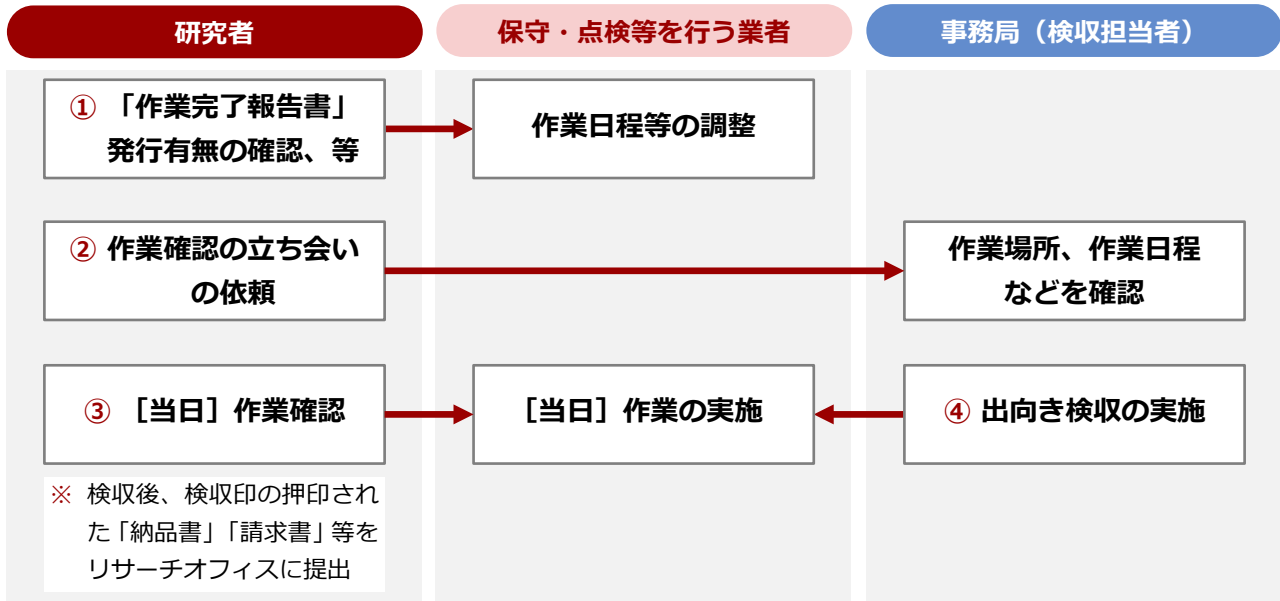 研究者
保守・点検等を行う業者
事務局（検収担当者）
① 「作業完了報告書」
発行有無の確認、等
作業日程等の調整
② 作業確認の立ち会い
の依頼
作業場所、作業日程
などを確認
③ ［当日］作業確認
［当日］作業の実施
④ 出向き検収の実施
※ 検収後、検収印の押印され
た「納品書」「請求書」等を
リサーチオフィスに提出